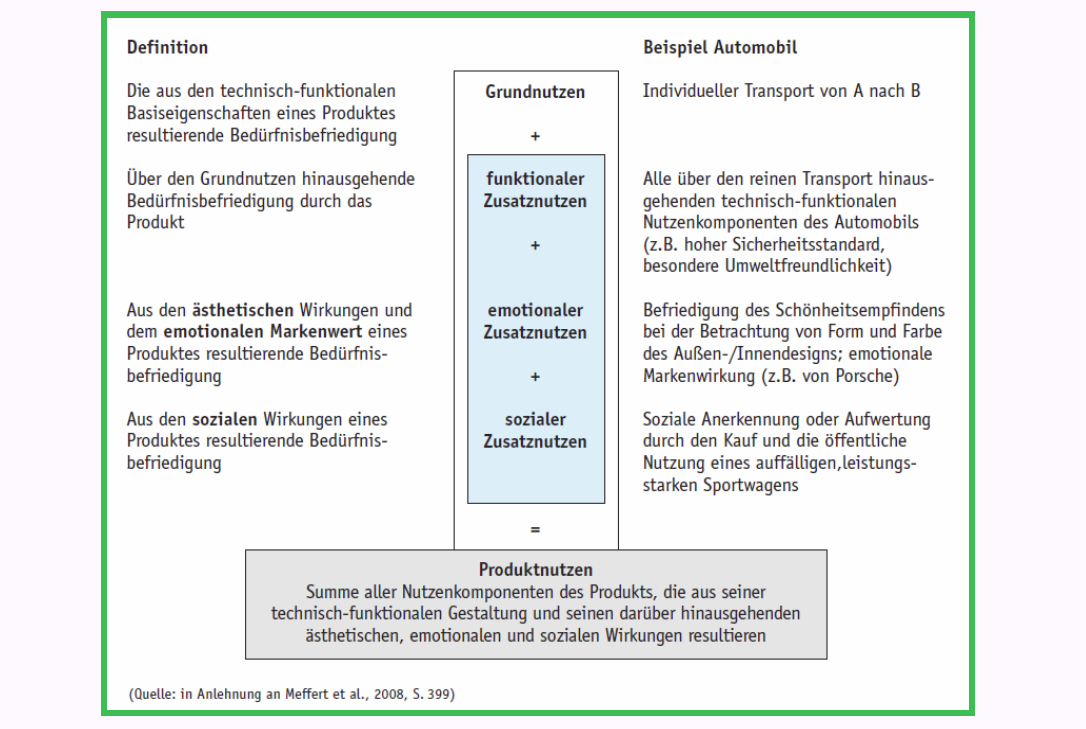 Definition
Beispiel Automobil
Die aus den technisch-funktionalen
Basiseigenschaften eines Produktes
resultierende Bedürfnisbefriedigung
Grundnutzen
+
Individueller Transport von A nach B
Über den Grundnutzen hinausgehende
Bedürfnisbefriedigung durch das
Produkt
funktionaler
Zusatznutzen
+
Alle über den reinen Transport hinaus-
gehenden technisch-funktionalen
Nutzenkomponenten des Automobils
(z.B. hoher Sicherheitsstandard,
besondere Umweltfreundlichkeit)
Aus den ästhetischen Wirkungen und
dem emotionalen Markenwert eines
Produktes resultierende Bedürfnis-
befriedigung
emotionaler
Zusatznutzen
+
Befriedigung des Schönheitsempfindens
bei der Betrachtung von Form und Farbe
des Außen-/Innendesigns; emotionale
Markenwirkung (z.B. von Porsche)
Aus den sozialen Wirkungen eines
Produktes resultierende Bedürfnis-
befriedigung
sozialer
Zusatznutzen
Soziale Anerkennung oder Aufwertung
durch den Kauf und die öffentliche
Nutzung eines auffälligen,leistungs-
starken Sportwagens
=
Produktnutzen
Summe aller Nutzenkomponenten des Produkts, die aus seiner
technisch-funktionalen Gestaltung und seinen darüber hinausgehenden
ästhetischen, emotionalen und sozialen Wirkungen resultieren
(Quelle: in Anlehnung an Meffert et al., 2008, S. 399)